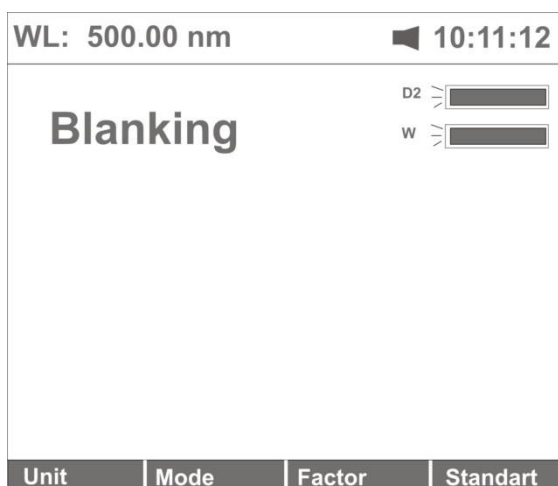 WL: 500.00 nm 10:11:12
D2
Blanking
W
Unit Mode Factor Standart